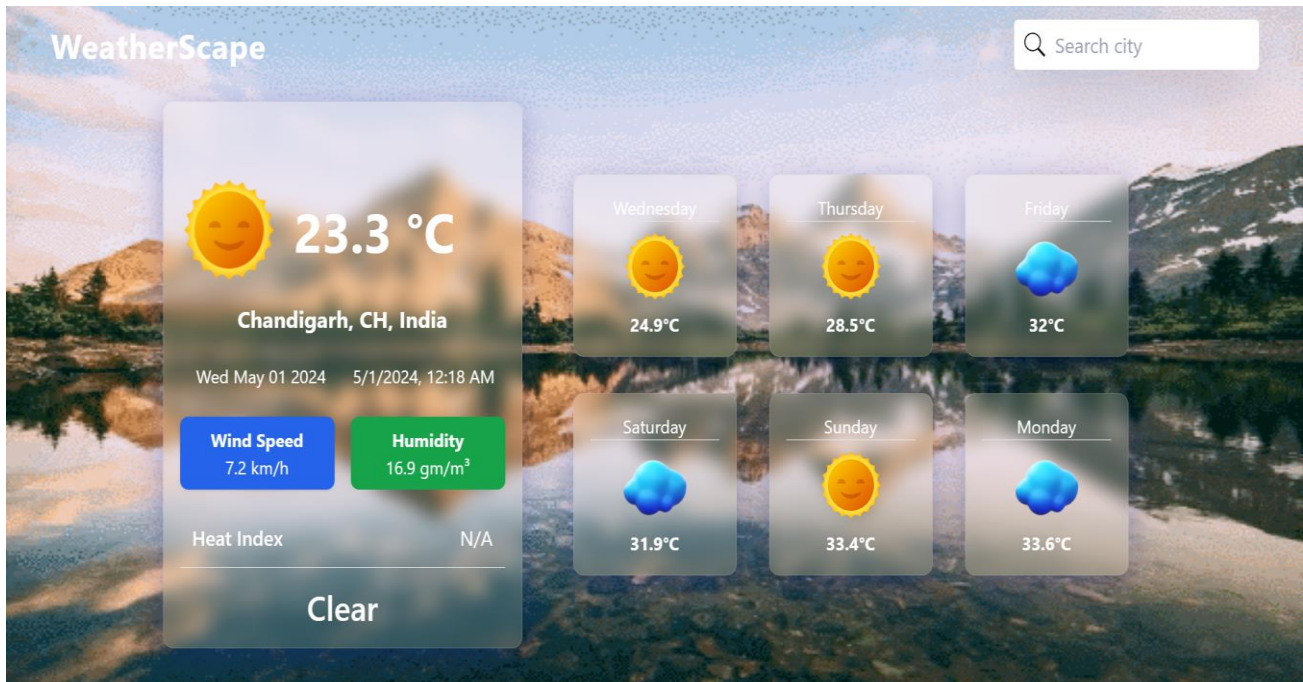 WeatherScape
Search city
23.3 °C
Chandigarh, CH, India
Wed May 01 2024 5/1/2024, 12:18 AM
Wind Speed
7.2 km/h
Humidity
16.9 gm/m³
Heat Index N/A
Clear
Wednesday
24.9°C
Thursday
28.5°C
Friday
32°C
Saturday
31.9°C
Sunday
33.4°C
Monday
33.6°C